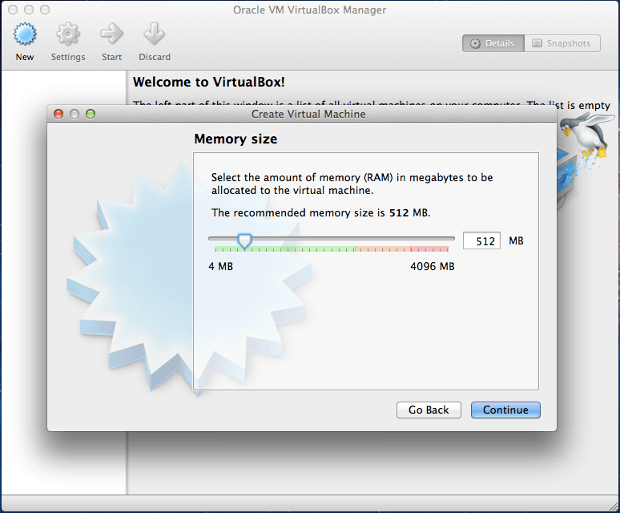 Oracle VM VirtualBox Manager
New
Settings
Start
Discard
Details
Snapshots
Welcome to VirtualBox!
The left part of this window is a list of all virtual machines on your computer. The list is empty
Create Virtual Machine
Memory size
Select the amount of memory (RAM) in megabytes to be
allocated to the virtual machine.
The recommended memory size is 512 MB.
512 MB
4 MB
4096 MB
Go Back
Continue